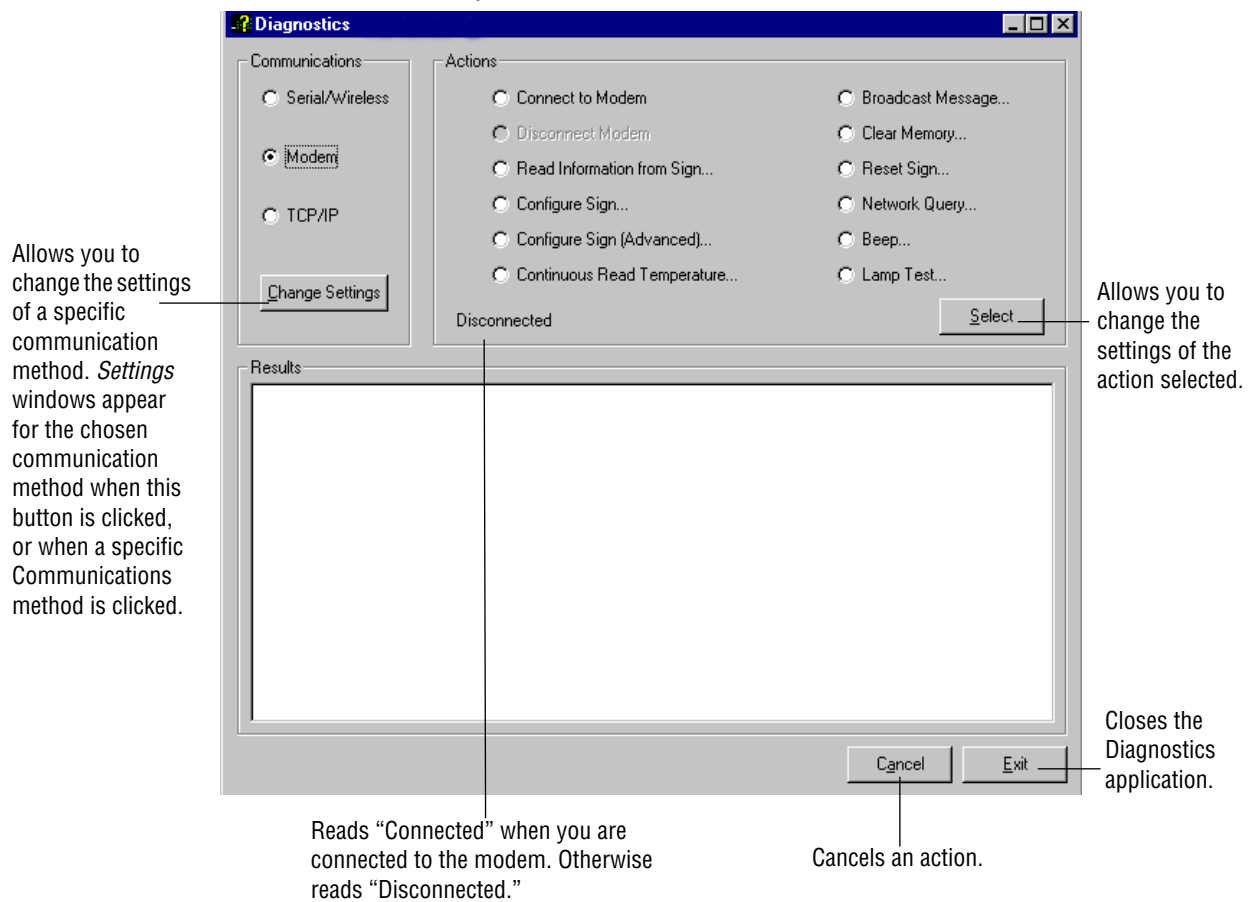 Diagnostics
Communications
Serial/Wireless
Modem
TCP/IP
Change Settings
Actions
Connect to Modem
Disconnect Modem
Read Information from Sign...
Configure Sign...
Configure Sign (Advanced)...
Continuous Read Temperature...
Broadcast Message...
Clear Memory...
Reset Sign...
Network Query...
Beep...
Lamp Test...
Disconnected
Select
Results
Cancel
Exit
Allows you to
change the settings
of a specific
communication
method. Settings
windows appear
for the chosen
communication
method when this
button is clicked,
or when a specific
Communications
method is clicked.
Allows you to
change the
settings of the
action selected.
Closes the
Diagnostics
application.
Reads “Connected” when you are
connected to the modem. Otherwise
reads “Disconnected.”
Cancels an action.